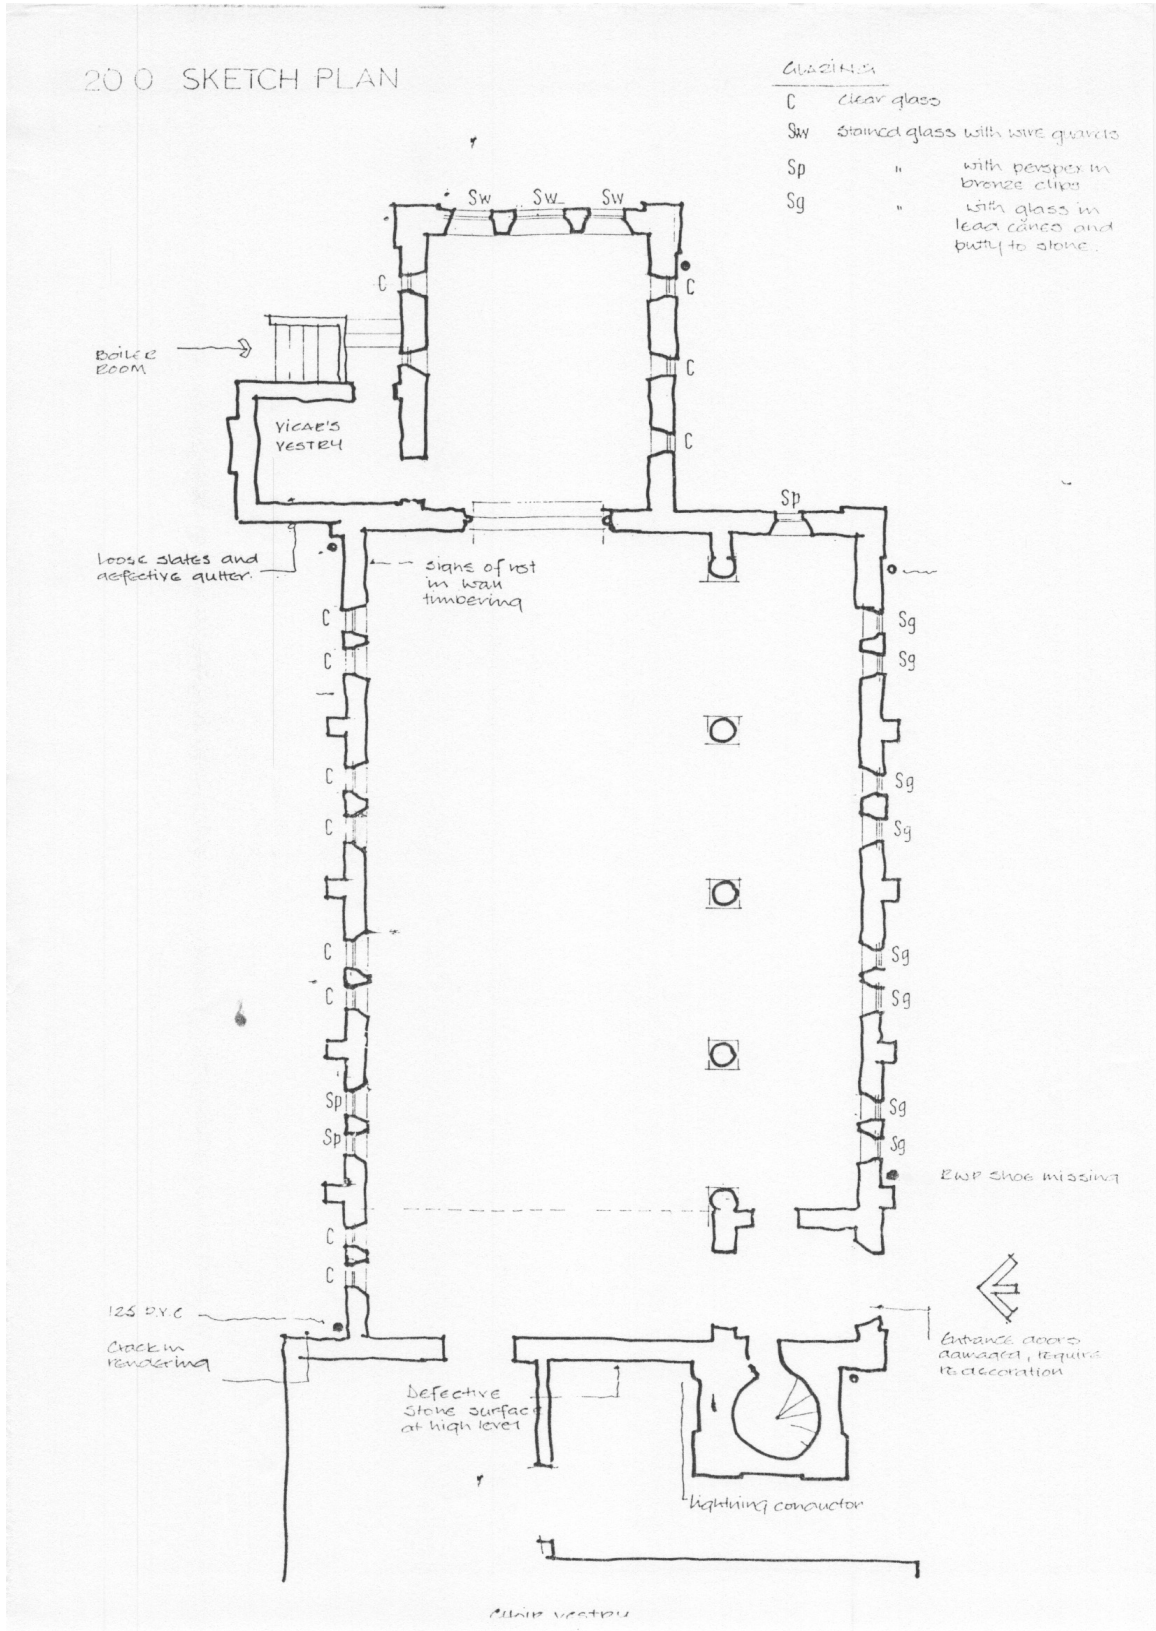 20 0 SKETCH PLAN
GLAZING
C clear glass
Sw Stained glass with wire guards
Sp " with perspex in
bronze clips
Sg " with glass in
lead canes and
putty to stone.
Sw Sw Sw
C
C
BOILER
ROOM
C
VICAR'S
VESTRY
C
Sp
Loose slates and
defective gutter.
signs of rot
in wall
timbering
C
Sg
C
Sg
C
Sg
C
Sg
C
Sg
C
Sg
Sp
Sg
Sp
Sg
RWP shoe missing
C
C
125 D.V.C
Crack in
rendering
Entrance doors
damaged, require
redecoration
Defective
Stone surface
at high level
lightning conductor
choir vestry